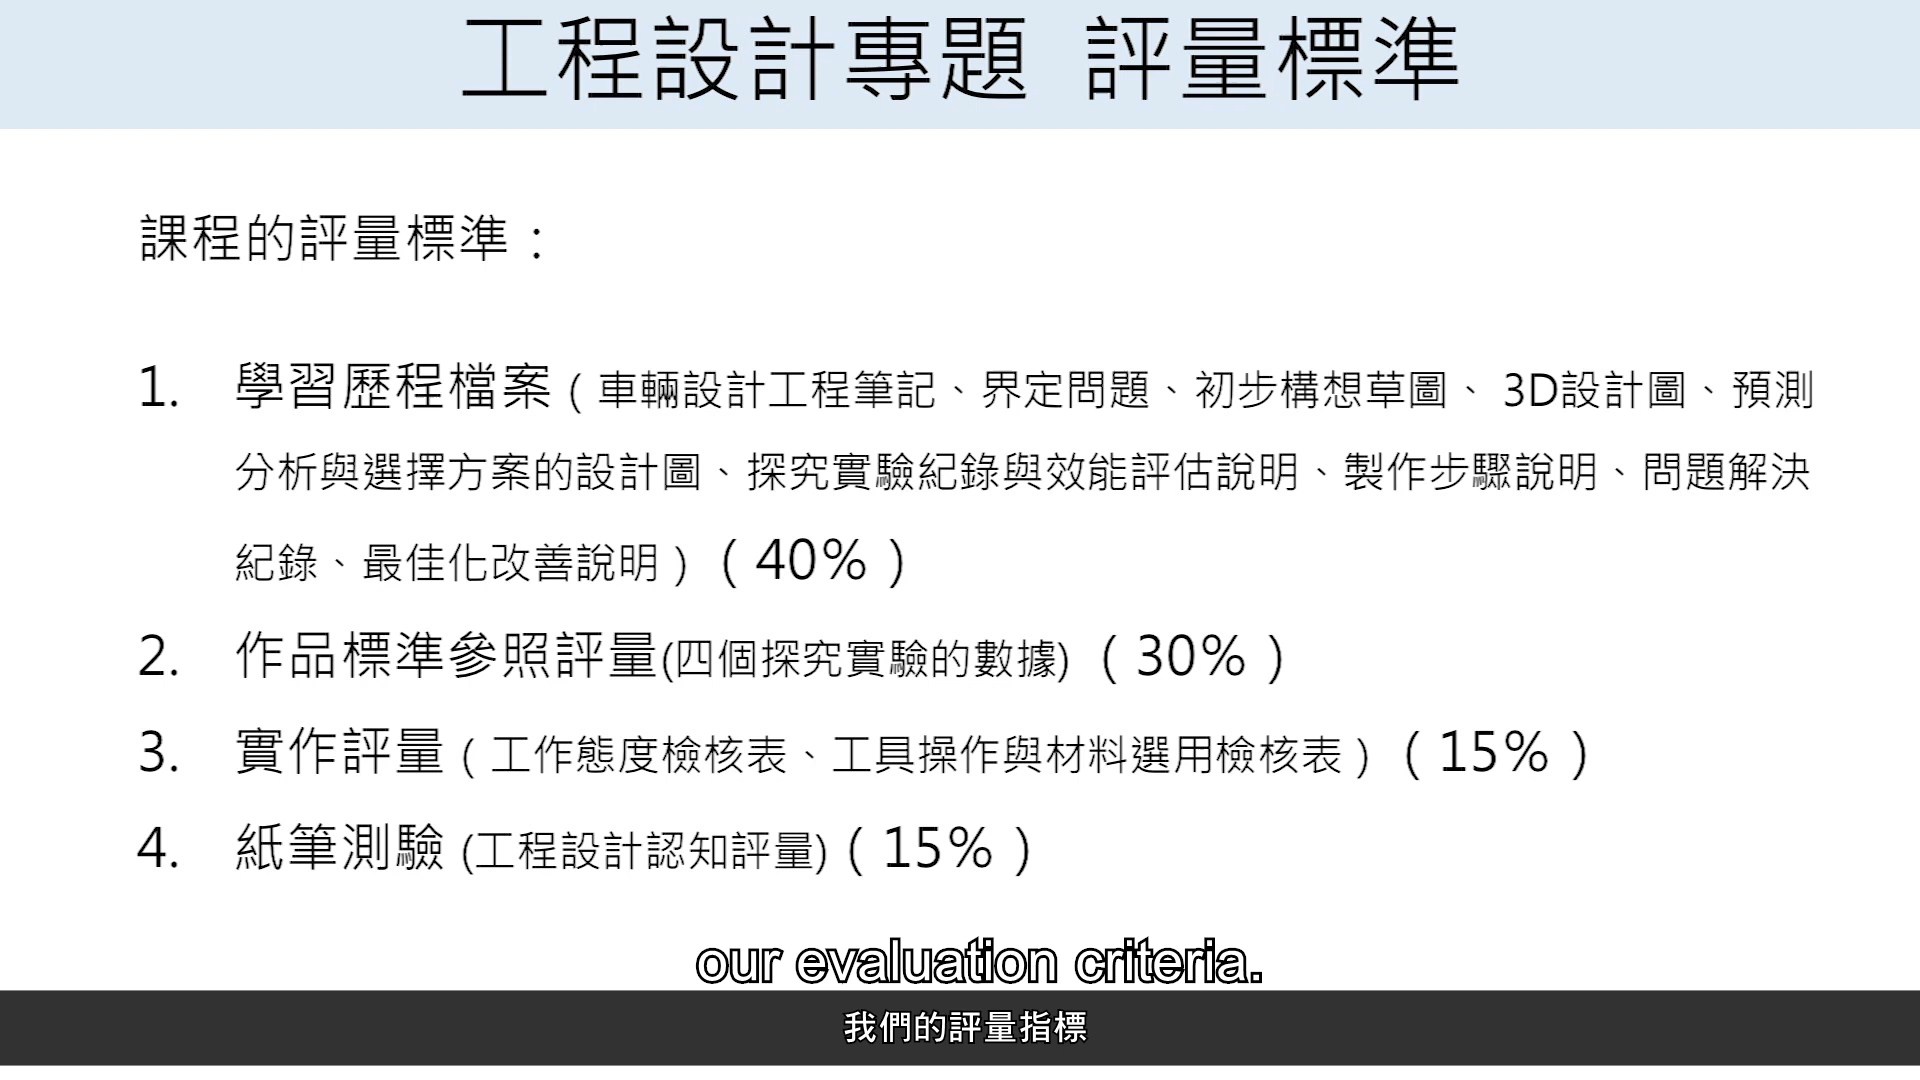 工程設計專題 評量標準
課程的評量標準：
1. 學習歷程檔案（車輛設計工程筆記、界定問題、初步構想草圖、 3D設計圖、預測
分析與選擇方案的設計圖、探究實驗紀錄與效能評估說明、製作步驟說明、問題解決
紀錄、最佳化改善說明）（40%）
2. 作品標準參照評量(四個探究實驗的數據)（30%）
3. 實作評量（工作態度檢核表、工具操作與材料選用檢核表）（15%）
4. 紙筆測驗 (工程設計認知評量)（15%）
our evaluation criteria.
我們的評量指標